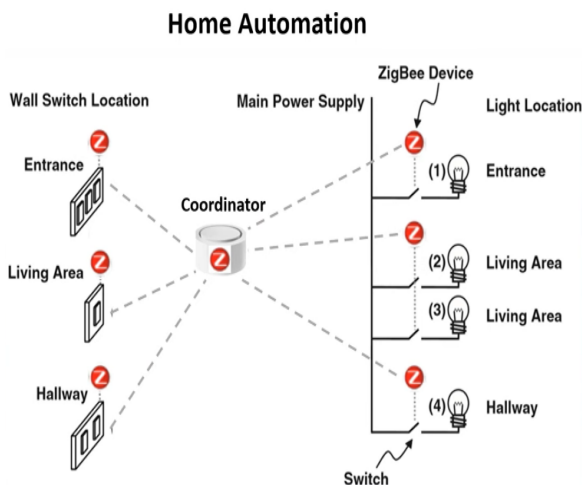 Home Automation
ZigBee Device
Wall Switch Location
Main Power Supply
Light Location
Z
Z
Entrance
(1)
Entrance
Coordinator
Z
Z
Z
Living Area
(2)
Living Area
(3)
Living Area
Z
Z
Hallway
(4)
Hallway
Switch